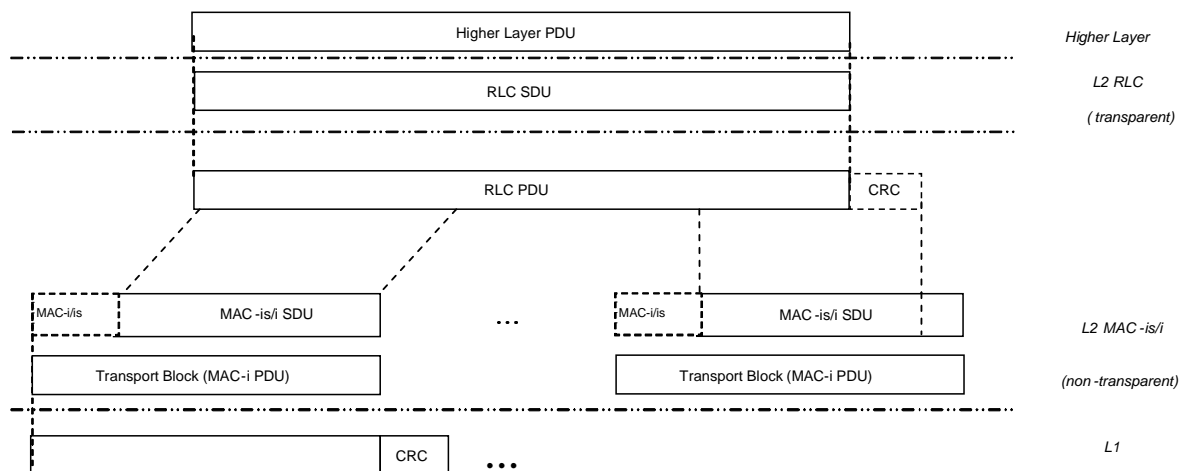 Higher Layer PDU
Higher Layer
RLC SDU
L2 RLC
( transparent)
RLC PDU
CRC
MAC-i/is
MAC -is/i SDU
...
MAC-i/is
MAC -is/i SDU
L2 MAC -is/i
Transport Block (MAC-i PDU)
Transport Block (MAC-i PDU)
(non -transparent)
CRC
...
L1